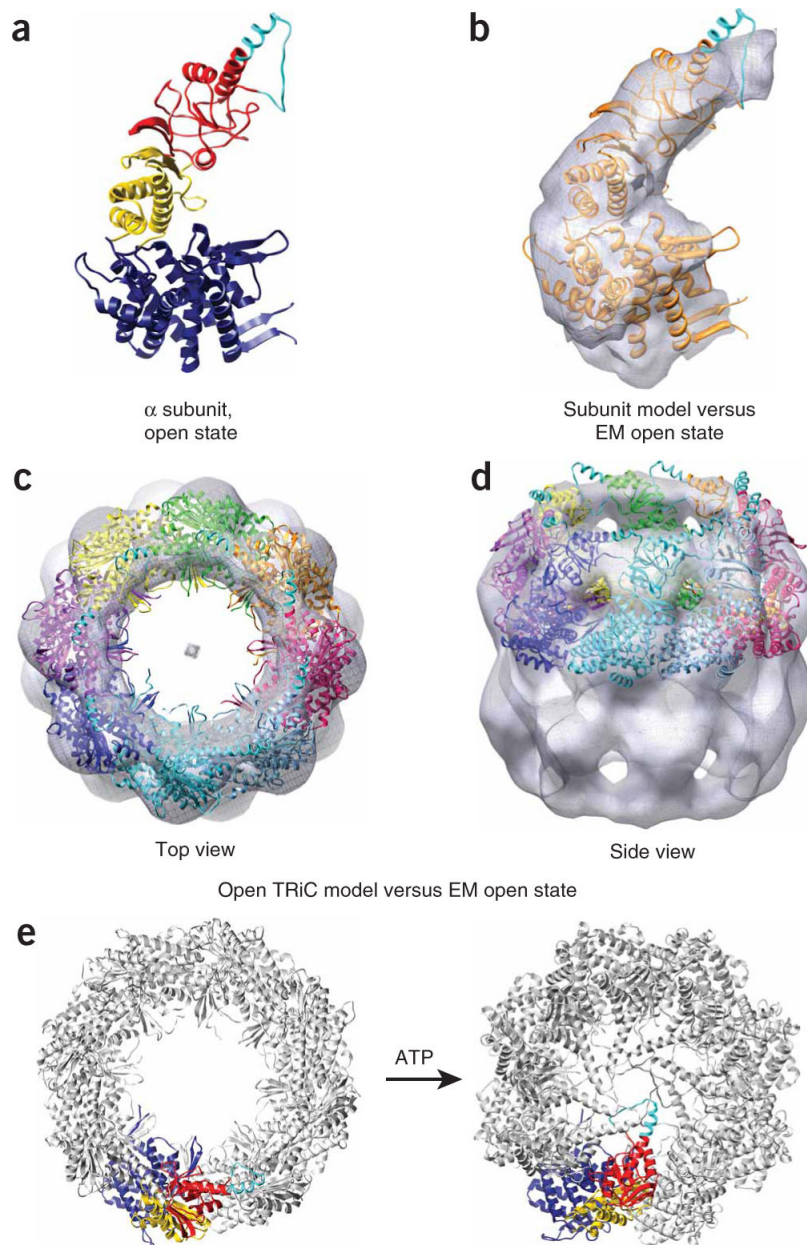 a
b
α subunit,
open state
Subunit model versus
EM open state
c
d
Top view
Side view
Open TRiC model versus EM open state
e
ATP